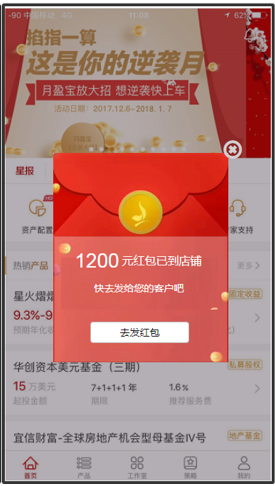 -90 中国移动 4G 11:08 62%
掐指一算
这是你的逆袭月
月盈宝放大招 想逆袭快上车
活动日期：2017.12.6~2018.1.7
星报
资产配置
家支持
1200 元红包已到店铺
快去发给您的客户吧
去发红包
热销产品
更多
星火熠熠
固定收益
9.3%-9
预期年化收
华创资本美元基金（三期）
私募股权
15 万美元
7+1+1+1 年
1.6%
起投金额
期限
推荐服务费
宜信财富-全球房地产机会型母基金Ⅳ号
地产基金
首页
产品
工作室
策略
我的